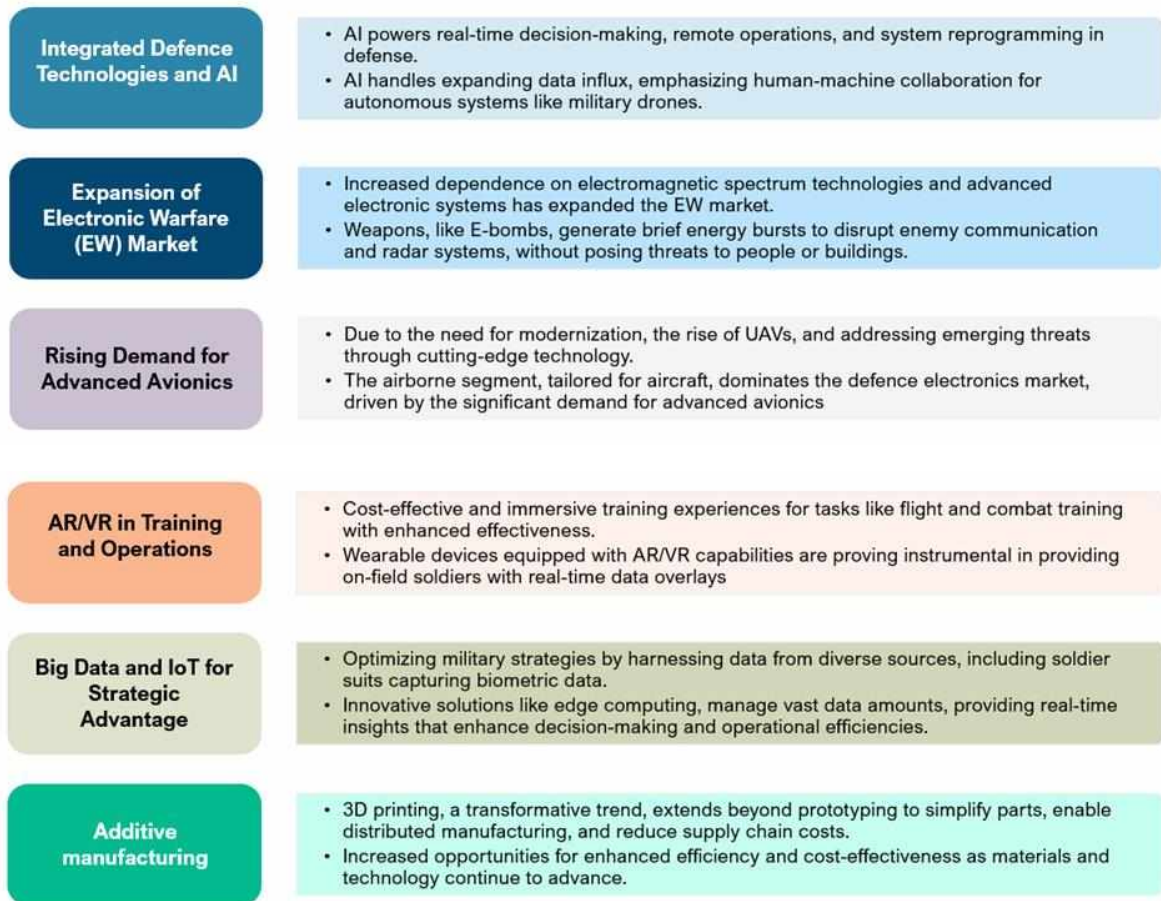 Integrated Defence
Technologies and AI
• AI powers real-time decision-making, remote operations, and system reprogramming in
defense.
• AI handles expanding data influx, emphasizing human-machine collaboration for
autonomous systems like military drones.
Expansion of
Electronic Warfare
(EW) Market
• Increased dependence on electromagnetic spectrum technologies and advanced
electronic systems has expanded the EW market.
• Weapons, like E-bombs, generate brief energy bursts to disrupt enemy communication
and radar systems, without posing threats to people or buildings.
Rising Demand for
Advanced Avionics
• Due to the need for modernization, the rise of UAVs, and addressing emerging threats
through cutting-edge technology.
• The airborne segment, tailored for aircraft, dominates the defence electronics market,
driven by the significant demand for advanced avionics
AR/VR in Training
and Operations
• Cost-effective and immersive training experiences for tasks like flight and combat training
with enhanced effectiveness.
• Wearable devices equipped with AR/VR capabilities are proving instrumental in providing
on-field soldiers with real-time data overlays
Big Data and IoT for
Strategic
Advantage
• Optimizing military strategies by harnessing data from diverse sources, including soldier
suits capturing biometric data.
• Innovative solutions like edge computing, manage vast data amounts, providing real-time
insights that enhance decision-making and operational efficiencies.
Additive
manufacturing
• 3D printing, a transformative trend, extends beyond prototyping to simplify parts, enable
distributed manufacturing, and reduce supply chain costs.
• Increased opportunities for enhanced efficiency and cost-effectiveness as materials and
technology continue to advance.